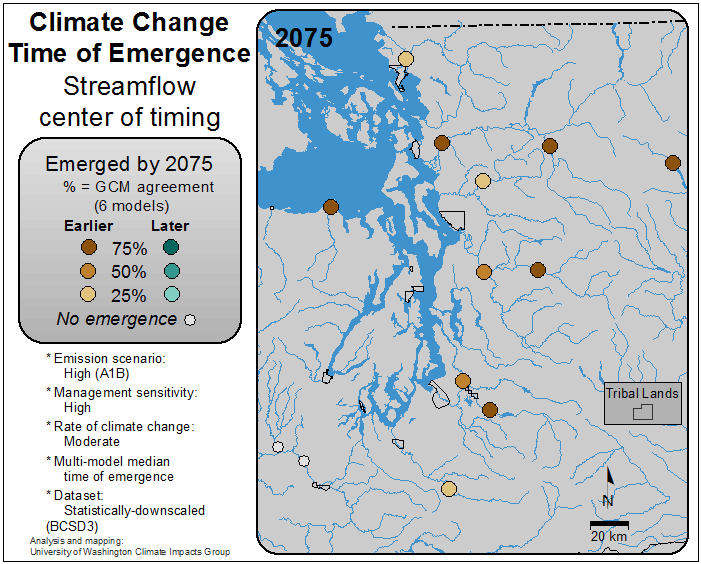 Climate Change
Time of Emergence
Streamflow
center of timing
Emerged by 2075
% = GCM agreement
(6 models)
Earlier Later
75%
50%
25%
No emergence
* Emission scenario:
High (A1B)
* Management sensitivity:
High
* Rate of climate change:
Moderate
* Multi-model median
time of emergence
* Dataset:
Statistically-downscaled
(BCSD3)
Analysis and mapping:
University of Washington Climate Impacts Group
2075
Tribal Lands
N
20 km